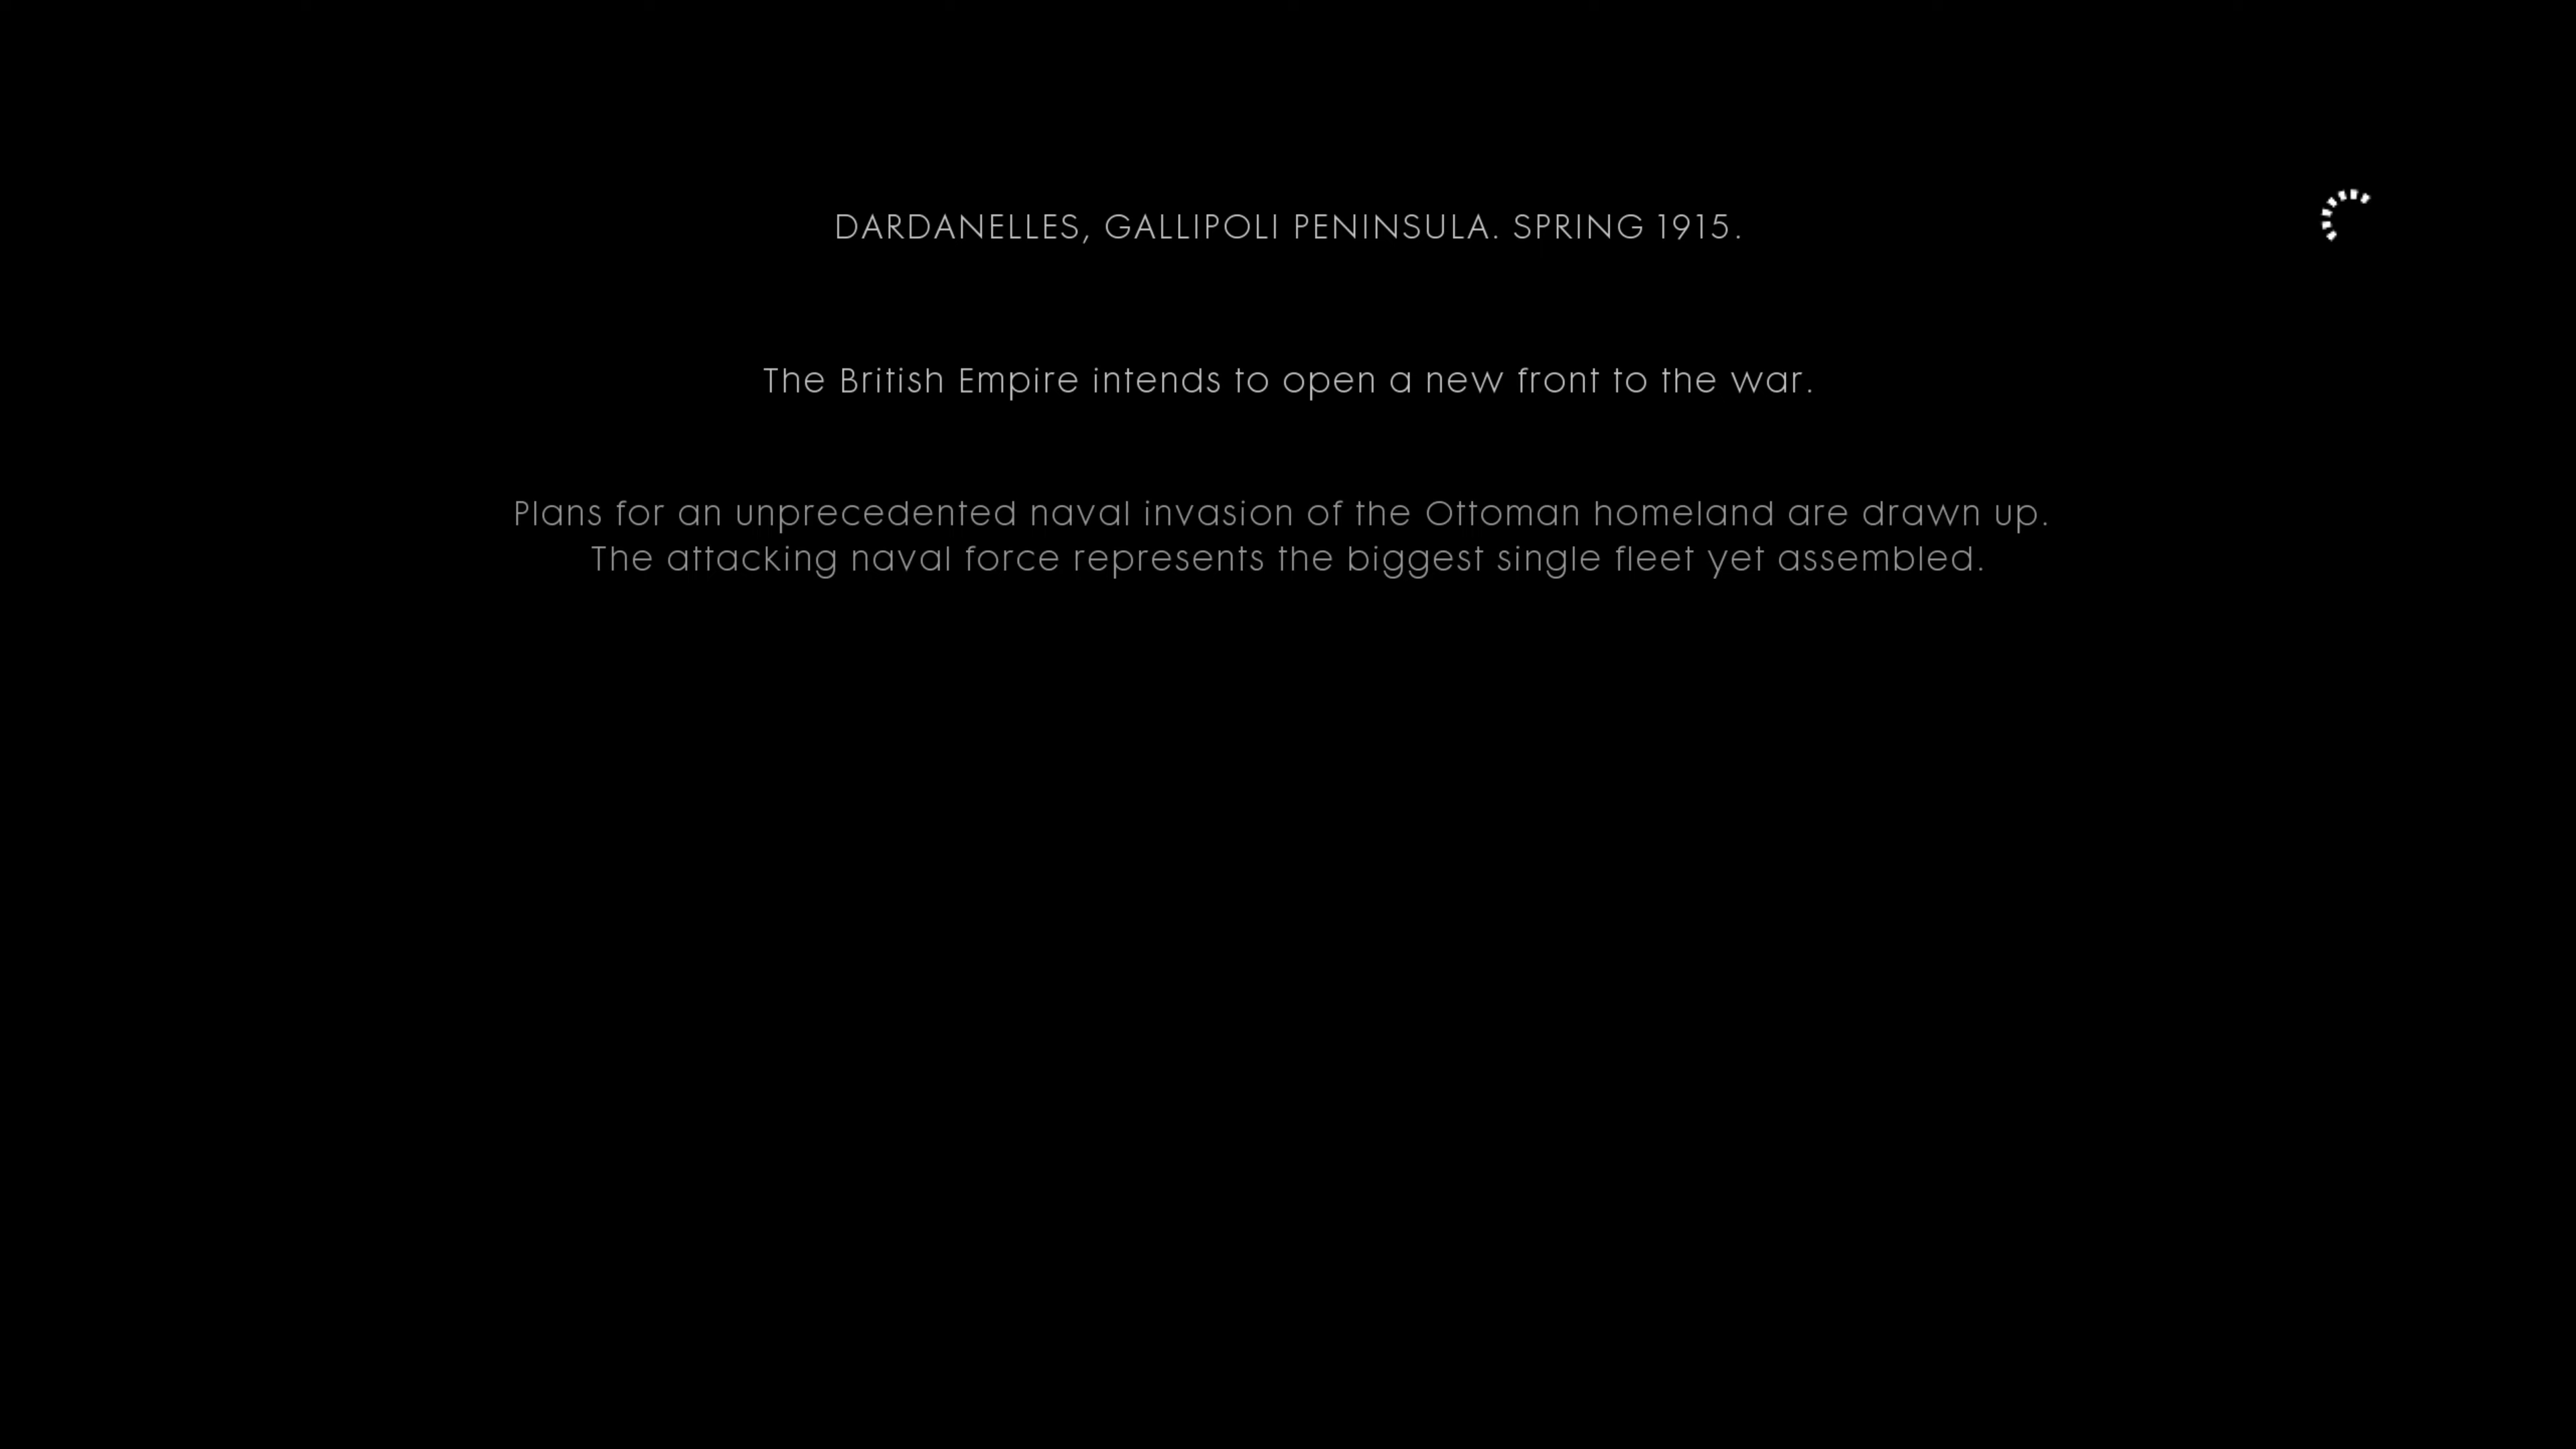 DARDANELLES, GALLIPOLI PENINSULA. SPRING 1915.
The British Empire intends to open a new front to the war.
Plans for an unprecedented naval invasion of the Ottoman homeland are drawn up.
The attacking naval force represents the biggest single fleet yet assembled.